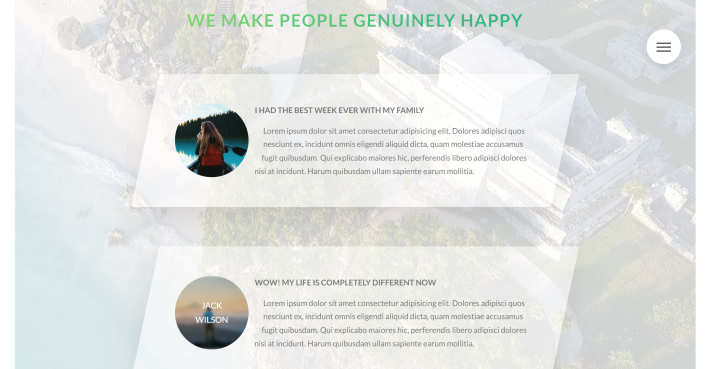 WE MAKE PEOPLE GENUINELY HAPPY
I HAD THE BEST WEEK EVER WITH MY FAMILY
Lorem ipsum dolor sit amet consectetur adipisicing elit. Dolores adipisci quos
nesciunt ex, incidunt omnis eligendi aliquid dicta, quam molestiae accusamus
fugit quibusdam. Qui explicabo maiores hic, perferendis libero adipisci dolores
nisi at incidunt. Harum quibusdam ullam sapiente earum mollitia.
WOW! MY LIFE IS COMPLETELY DIFFERENT NOW
JACK
WILSON
Lorem ipsum dolor sit amet consectetur adipisicing elit. Dolores adipisci quos
nesciunt ex, incidunt omnis eligendi aliquid dicta, quam molestiae accusamus
fugit quibusdam. Qui explicabo maiores hic, perferendis libero adipisci dolores
nisi at incidunt. Harum quibusdam ullam sapiente earum mollitia.